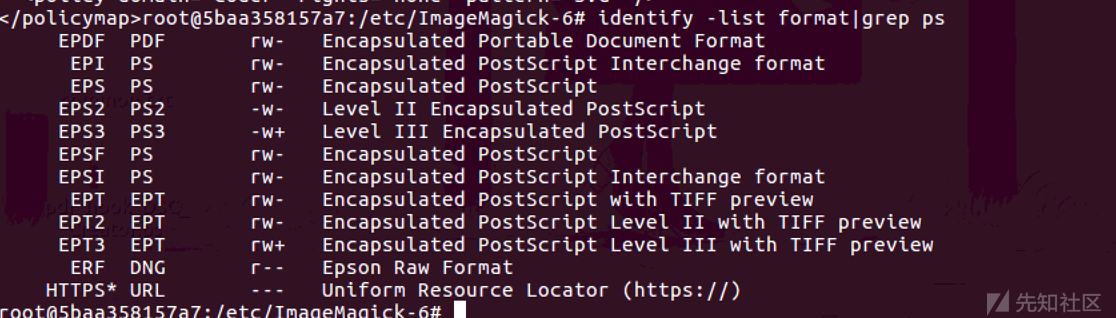 </policymap>root@5baa358157a7:/etc/ImageMagick-6# identify -list format|grep ps
EPDF PDF rw- Encapsulated Portable Document Format
EPI PS rw- Encapsulated PostScript Interchange format
EPS PS rw- Encapsulated PostScript
EPS2 PS2 -w- Level II Encapsulated PostScript
EPS3 PS3 -w+ Level III Encapsulated PostScript
EPSF PS rw- Encapsulated PostScript
EPSI PS rw- Encapsulated PostScript Interchange format
EPT EPT rw- Encapsulated PostScript with TIFF preview
EPT2 EPT rw- Encapsulated PostScript Level II with TIFF preview
EPT3 EPT rw+ Encapsulated PostScript Level III with TIFF preview
ERF DNG r-- Epson Raw Format
HTTPS* URL --- Uniform Resource Locator (https://)
root@5baa358157a7:/etc/ImageMagick-6#
先知社区